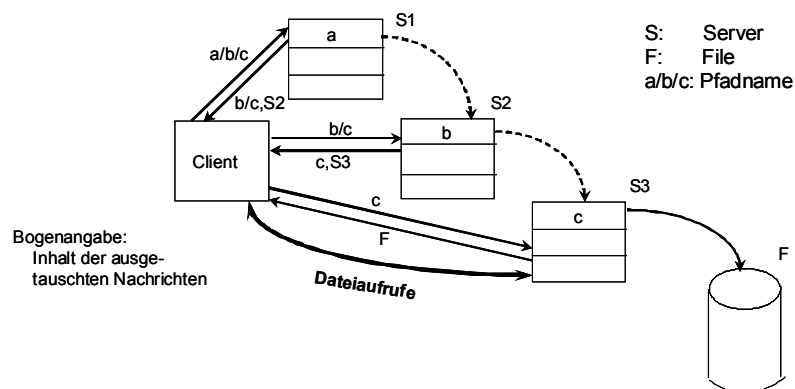 S1
a
a/b/c
b/c,S2
S: Server
F: File
a/b/c: Pfadname
S2
b/c
b
c,S3
Client
S3
c
c
F
F
Bogenangabe:
Inhalt der ausge-
tauschten Nachrichten
Dateiaufrufe